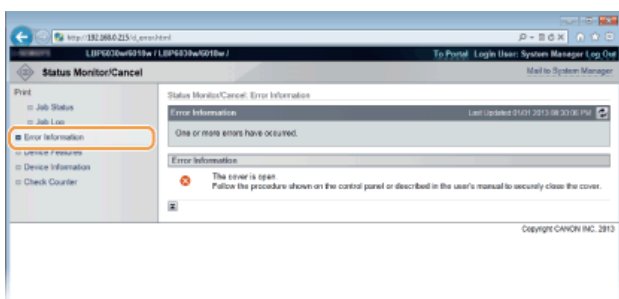 http://192.168.0.215/d_error.html
LBP6030w/6018w / LBP6030w/6018w /
To Portal Login User: System Manager Log Out
Status Monitor/Cancel
Mail to System Manager
Print
Job Status
Job Log
Error Information
Device Features
Device Information
Check Counter
Status Monitor/Cancel: Error Information
Error Information
Last Updated 01/01 2013 08:30:06 PM
One or more errors have occurred.
Error Information
The cover is open.
Follow the procedure shown on the control panel or described in the user's manual to securely close the cover.
Copyright CANON INC. 2013